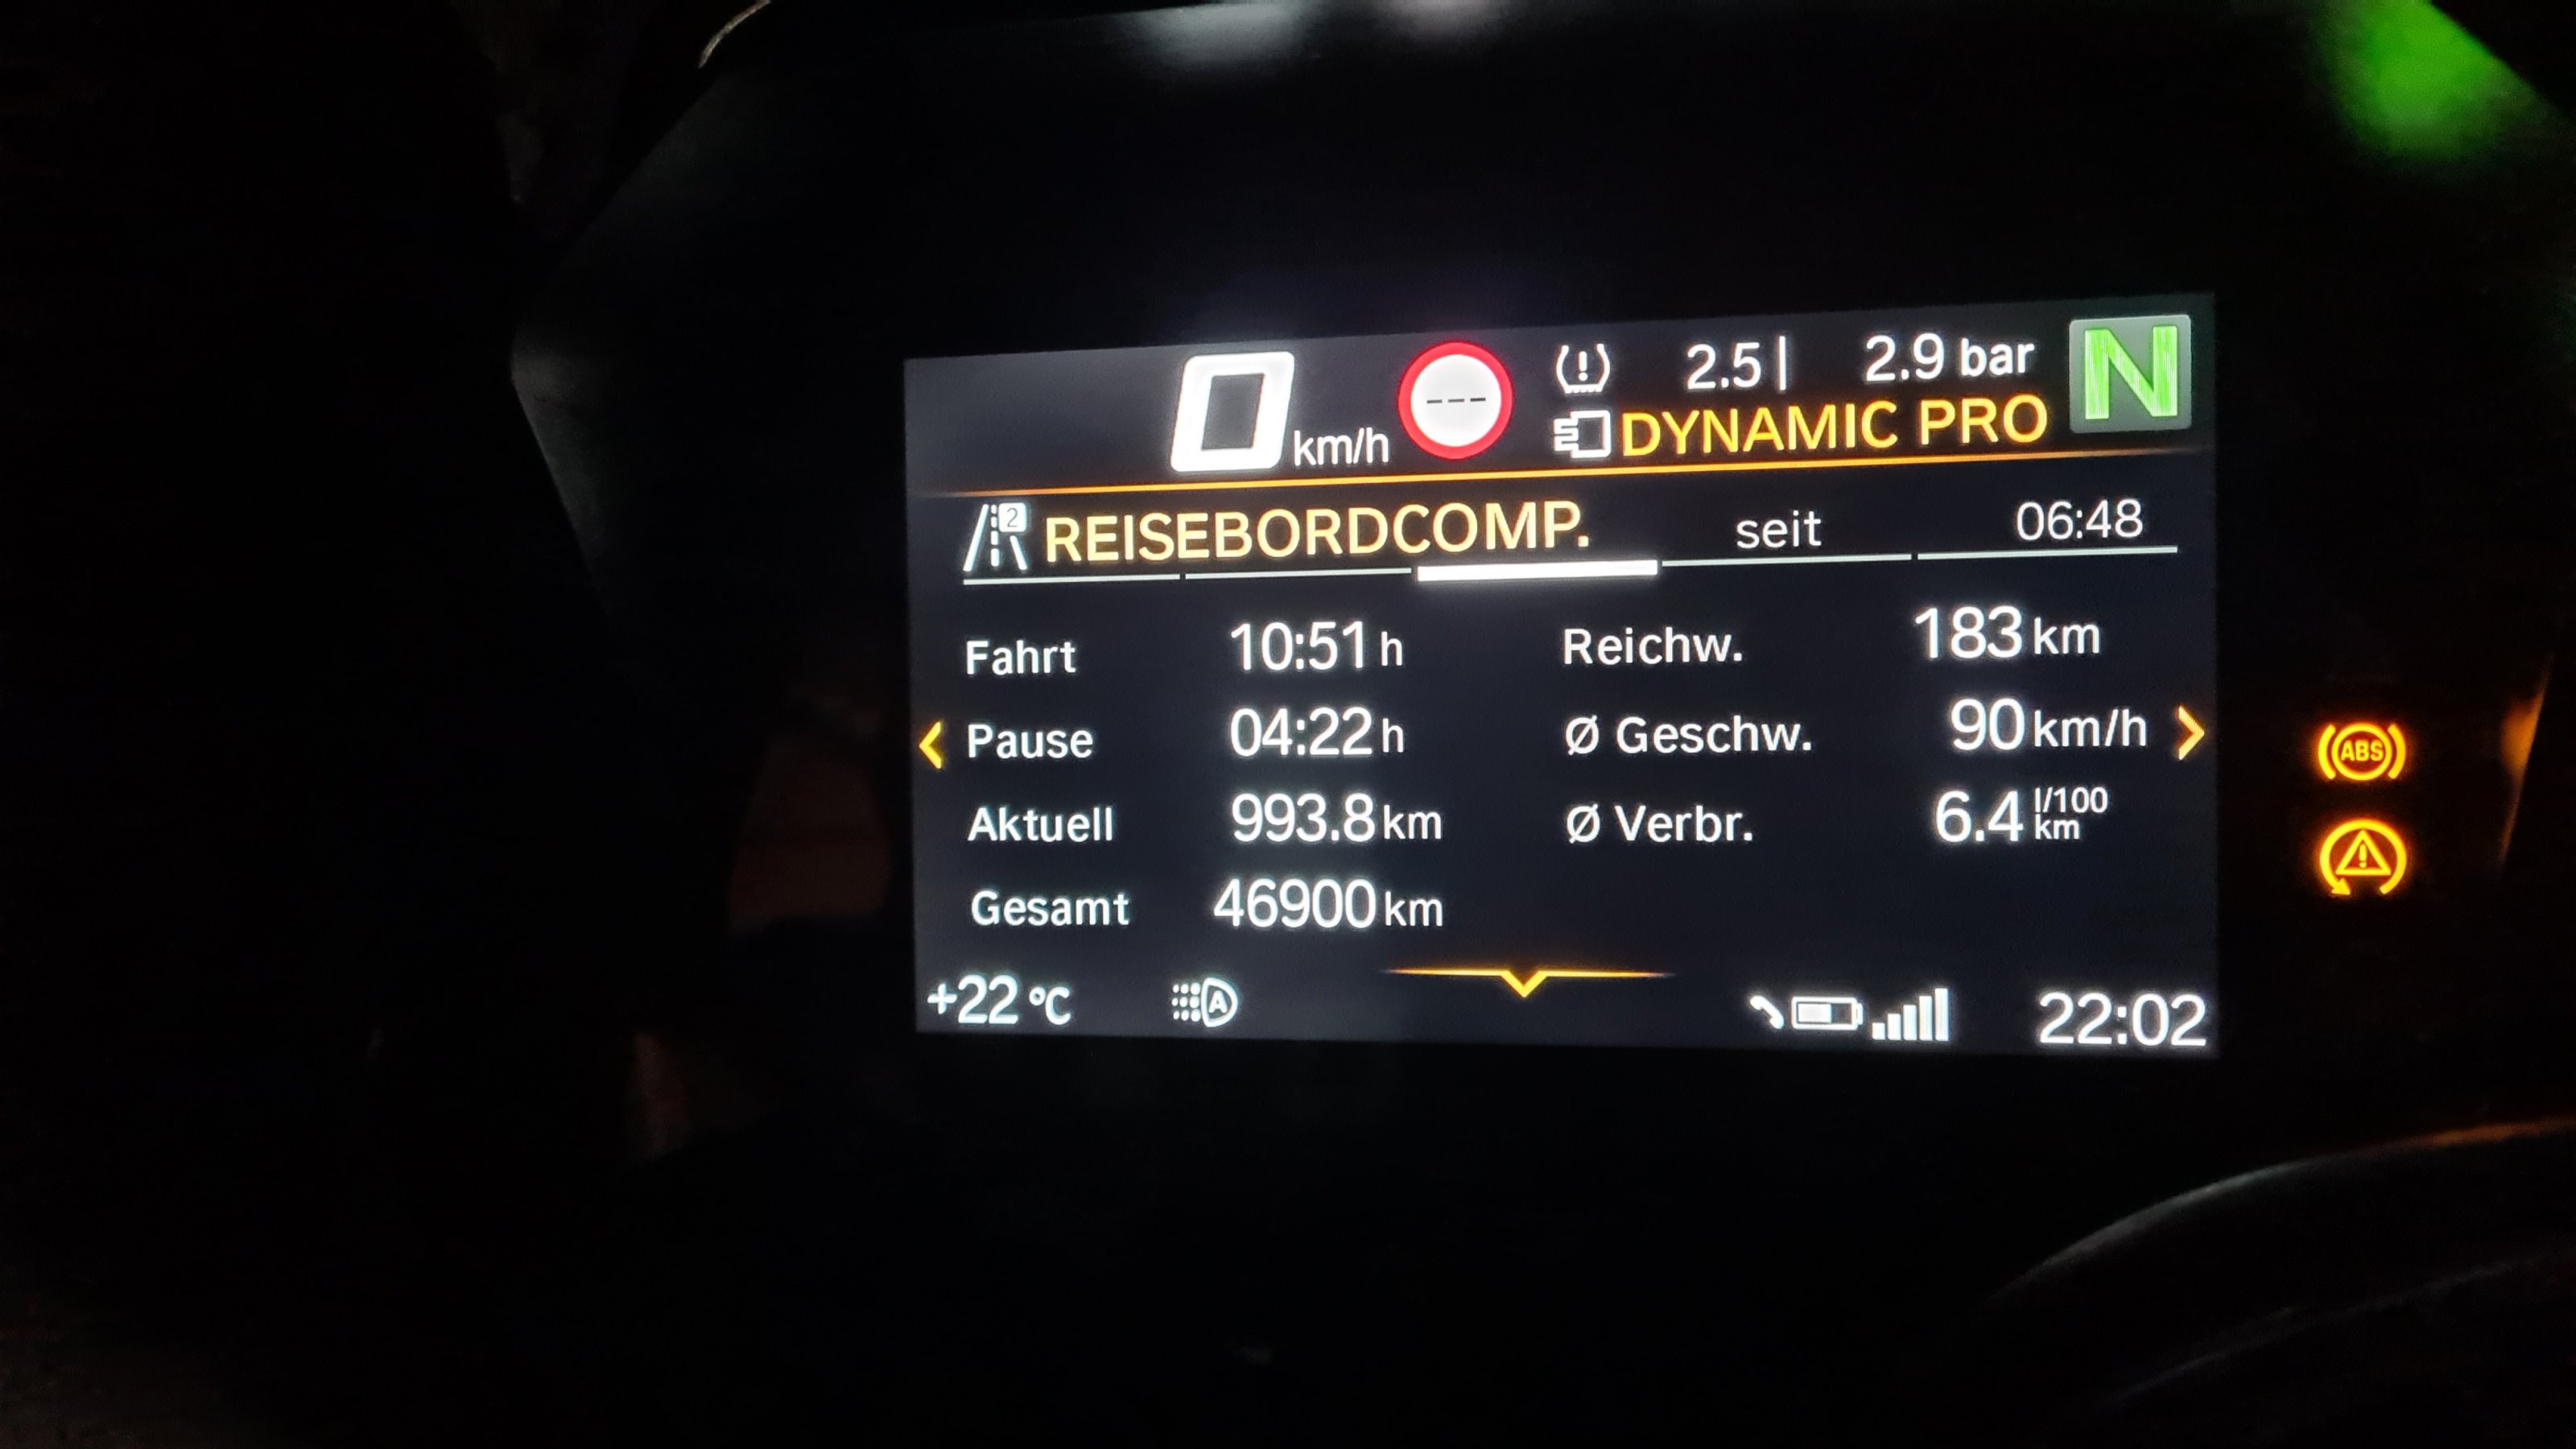 0 km/h --- 2.5| 2.9 bar N
DYNAMIC PRO
2 REISEBORDCOMP. seit 06:48
Fahrt 10:51 h Reichw. 183 km
Pause 04:22 h Ø Geschw. 90 km/h
Aktuell 993.8 km Ø Verbr. 6.4 l/100 km
Gesamt 46900 km
+22 °C A 22:02
ABS